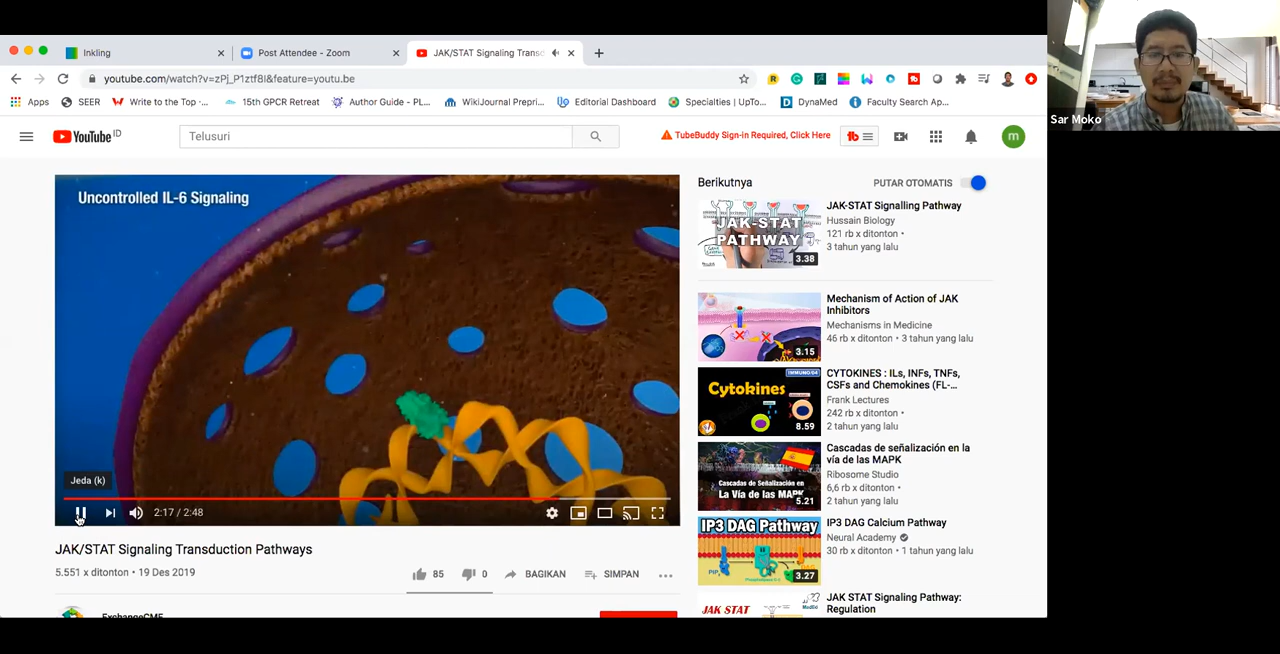 Inkling
Post Attendee - Zoom
JAK/STAT Signaling Transd
youtube.com/watch?v=zPj_P1ztf8I&feature=youtu.be
Apps
SEER
Write to the Top -...
15th GPCR Retreat
Author Guide - PL...
WikiJournal Prepri...
Editorial Dashboard
Specialties | UpTo...
DynaMed
Faculty Search Ap...
YouTube ID
Telusuri
TubeBuddy Sign-in Required, Click Here
tb
m
Sar Moko
Uncontrolled IL-6 Signaling
Jeda (k)
2:17 / 2:48
JAK/STAT Signaling Transduction Pathways
5.551 x ditonton • 19 Des 2019
85
0
BAGIKAN
SIMPAN
ExchangeCME
Berikutnya
PUTAR OTOMATIS
JAK-STAT
PATHWAY
3.38
JAK-STAT Signalling Pathway
Hussain Biology
121 rb x ditonton •
3 tahun yang lalu
3.15
Mechanism of Action of JAK
Inhibitors
Mechanisms in Medicine
46 rb x ditonton • 3 tahun yang lalu
Cytokines
8.59
CYTOKINES : ILs, INFs, TNFs,
CSFs and Chemokines (FL-...
Frank Lectures
242 rb x ditonton •
2 tahun yang lalu
Cascadas de Señalización en
La Vía de las MAPK
5.21
Cascadas de señalización en la
vía de las MAPK
Ribosome Studio
6,6 rb x ditonton •
2 tahun yang lalu
IP3 DAG Pathway
3.27
IP3 DAG Calcium Pathway
Neural Academy
30 rb x ditonton • 1 tahun yang lalu
JAK STAT
JAK STAT Signaling Pathway:
Regulation